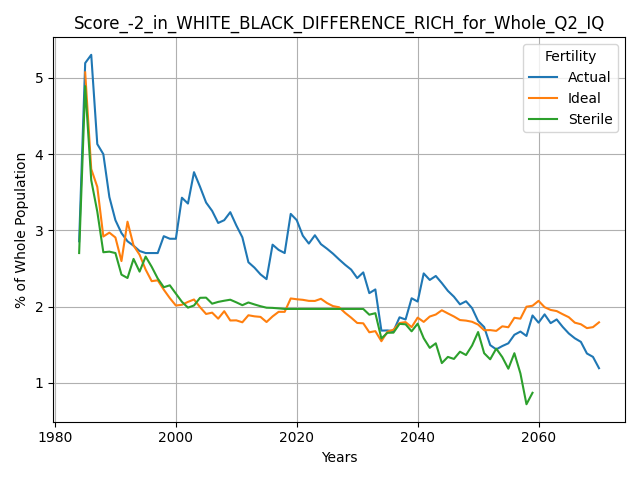 Score_-2_in_WHITE_BLACK_DIFFERENCE_RICH_for_Whole_Q2_IQ
Fertility
Actual
Ideal
Sterile
% of Whole Population
5
4
3
2
1
1980
2000
2020
2040
2060
Years